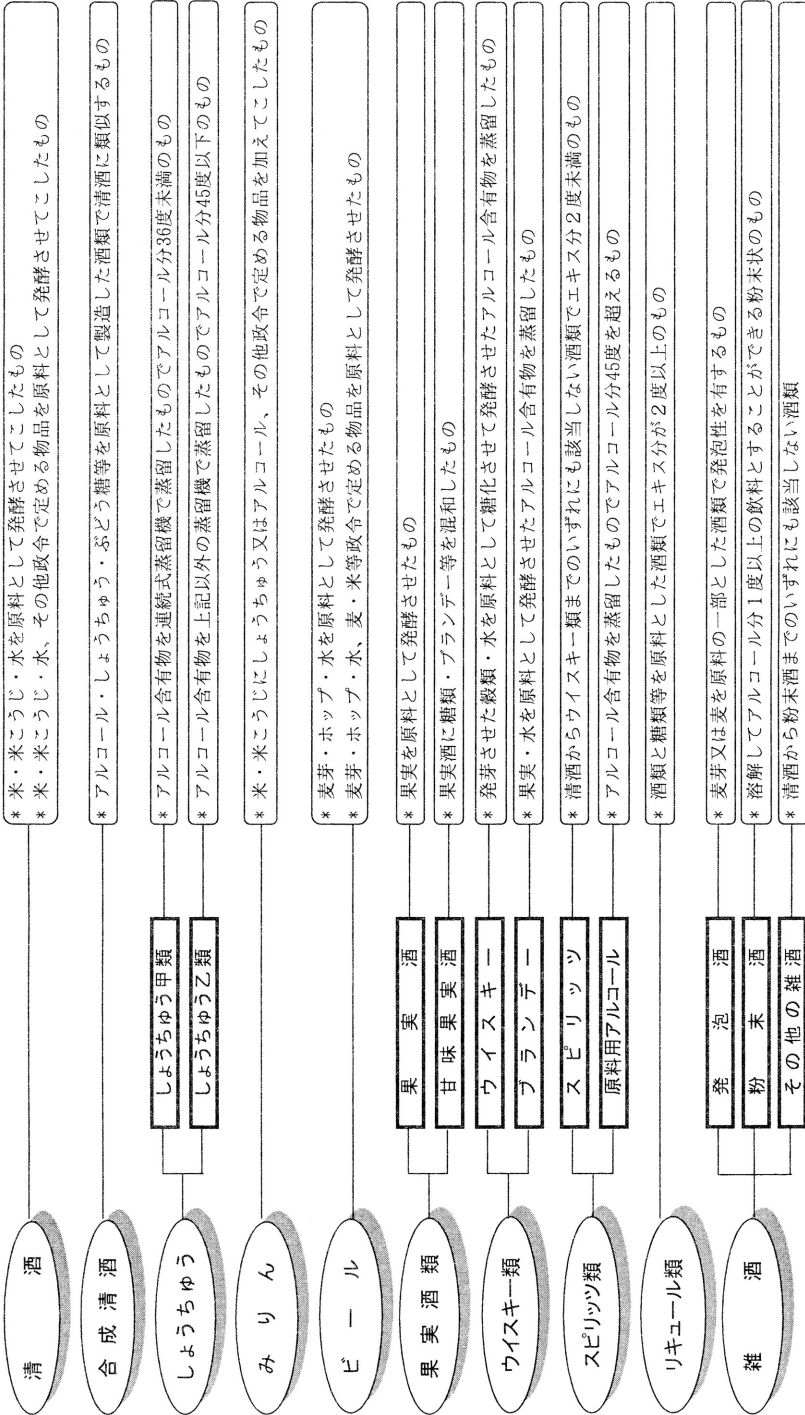 清酒
* 米・米こうじ・水を原料として発酵させてこしたもの
* 米・米こうじ・水、その他政令で定める物品を原料として発酵させてこしたもの
合成清酒
* アルコール・しょうちゅう・ぶどう糖等を原料として製造した酒類で清酒に類似するもの
しょうちゅう
しょうちゅう甲類
* アルコール含有物を連続式蒸留機で蒸留したものでアルコール分36度未満のもの
しょうちゅう乙類
* アルコール含有物を上記以外の蒸留機で蒸留したものでアルコール分45度以下のもの
みりん
* 米・米こうじにしょうちゅう又はアルコール、その他政令で定める物品を加えてこしたもの
ビール
* 麦芽・ホップ・水を原料として発酵させたもの
* 麦芽・ホップ・水、麦・米等政令で定める物品を原料として発酵させたもの
果実酒類
果実酒
* 果実を原料として発酵させたもの
甘味果実酒
* 果実酒に糖類・ブランデー等を混和したもの
ウイスキー類
ウイスキー
* 発芽させた穀類・水を原料として糖化させて発酵させたアルコール含有物を蒸留したもの
ブランデー
* 果実・水を原料として発酵させたアルコール含有物を蒸留したもの
スピリッツ類
スピリッツ
* 清酒からウイスキー類までのいずれにも該当しない酒類でエキス分2度未満のもの
原料用アルコール
* アルコール含有物を蒸留したものでアルコール分45度を超えるもの
リキュール類
* 酒類と糖類等を原料とした酒類でエキス分が2度以上のもの
雑酒
発泡酒
* 麦芽又は麦を原料の一部とした酒類で発泡性を有するもの
粉末酒
* 溶解してアルコール分1度以上の飲料とすることができる粉末状のもの
その他の雑酒
* 清酒から粉末酒までのいずれにも該当しない酒類